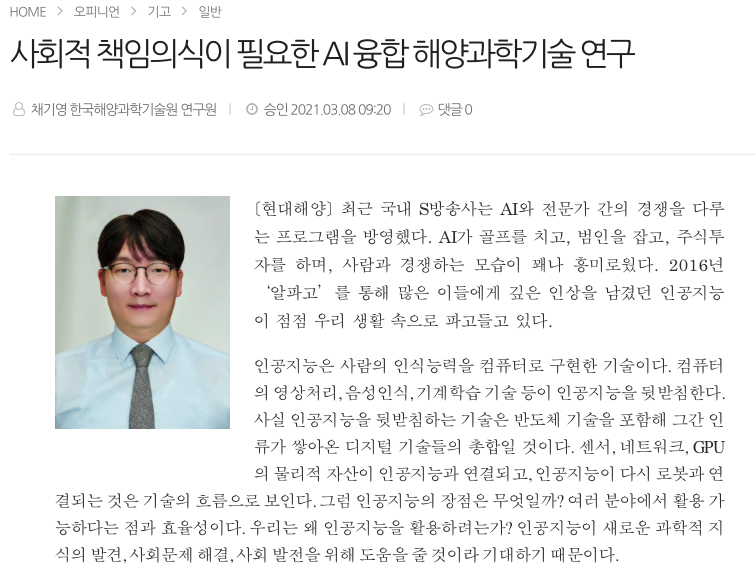 HOME > 오피니언 > 기고 > 일반
사회적 책임의식이 필요한 AI 융합 해양과학기술 연구
채기영 한국해양과학기술원 연구원 | 승인 2021.03.08 09:20 | 댓글 0
[현대해양] 최근 국내 S방송사는 AI와 전문가 간의 경쟁을 다루
는 프로그램을 방영했다. AI가 골프를 치고, 범인을 잡고, 주식투
자를 하며, 사람과 경쟁하는 모습이 꽤나 흥미로웠다. 2016년
‘알파고’를 통해 많은 이들에게 깊은 인상을 남겼던 인공지능
이 점점 우리 생활 속으로 파고들고 있다.
인공지능은 사람의 인식능력을 컴퓨터로 구현한 기술이다. 컴퓨터
의 영상처리, 음성인식, 기계학습 기술 등이 인공지능을 뒷받침한다.
사실 인공지능을 뒷받침하는 기술은 반도체 기술을 포함해 그간 인
류가 쌓아온 디지털 기술들의 총합일 것이다. 센서, 네트워크, GPU
의 물리적 자산이 인공지능과 연결되고, 인공지능이 다시 로봇과 연
결되는 것은 기술의 흐름으로 보인다. 그럼 인공지능의 장점은 무엇일까? 여러 분야에서 활용 가
능하다는 점과 효율성이다. 우리는 왜 인공지능을 활용하려는가? 인공지능이 새로운 과학적 지
식의 발견, 사회문제 해결, 사회 발전을 위해 도움을 줄 것이라 기대하기 때문이다.